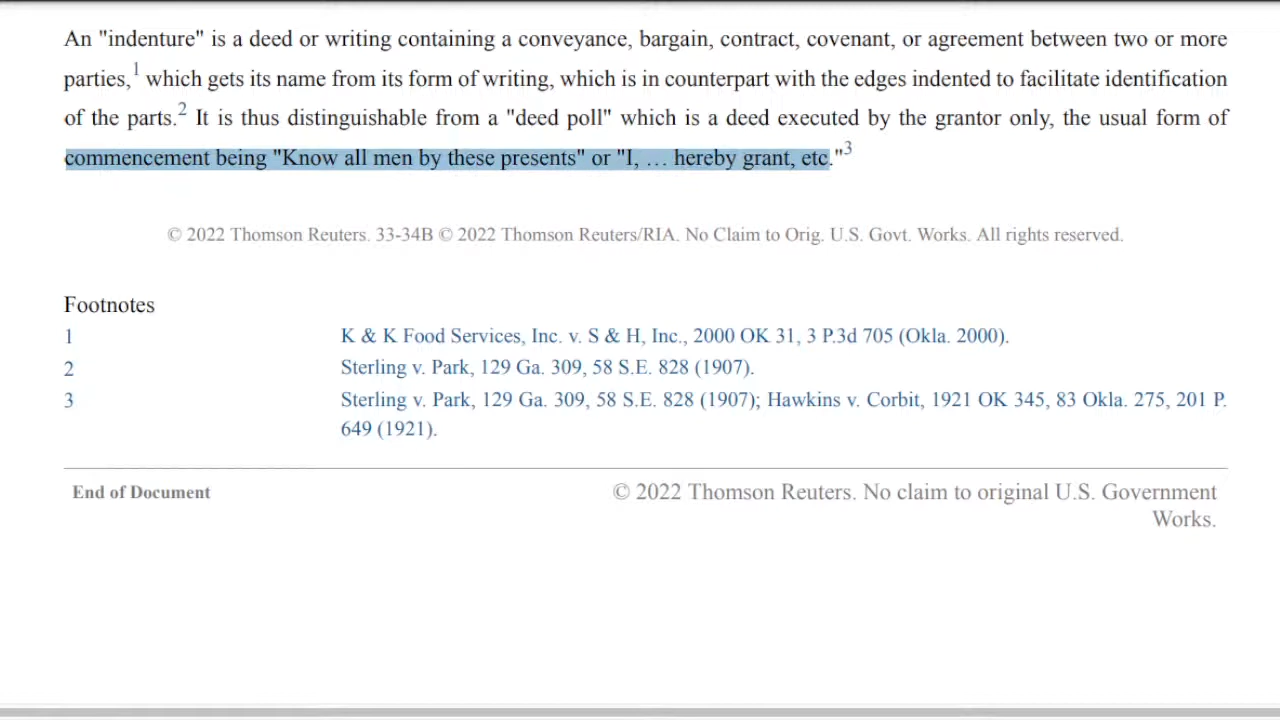 An "indenture" is a deed or writing containing a conveyance, bargain, contract, covenant, or agreement between two or more
parties,1 which gets its name from its form of writing, which is in counterpart with the edges indented to facilitate identification
of the parts.2 It is thus distinguishable from a "deed poll" which is a deed executed by the grantor only, the usual form of
commencement being "Know all men by these presents" or "I, … hereby grant, etc."3
© 2022 Thomson Reuters. 33-34B © 2022 Thomson Reuters/RIA. No Claim to Orig. U.S. Govt. Works. All rights reserved.
Footnotes
1 K & K Food Services, Inc. v. S & H, Inc., 2000 OK 31, 3 P.3d 705 (Okla. 2000).
2 Sterling v. Park, 129 Ga. 309, 58 S.E. 828 (1907).
3 Sterling v. Park, 129 Ga. 309, 58 S.E. 828 (1907); Hawkins v. Corbit, 1921 OK 345, 83 Okla. 275, 201 P.
649 (1921).
End of Document © 2022 Thomson Reuters. No claim to original U.S. Government
Works.